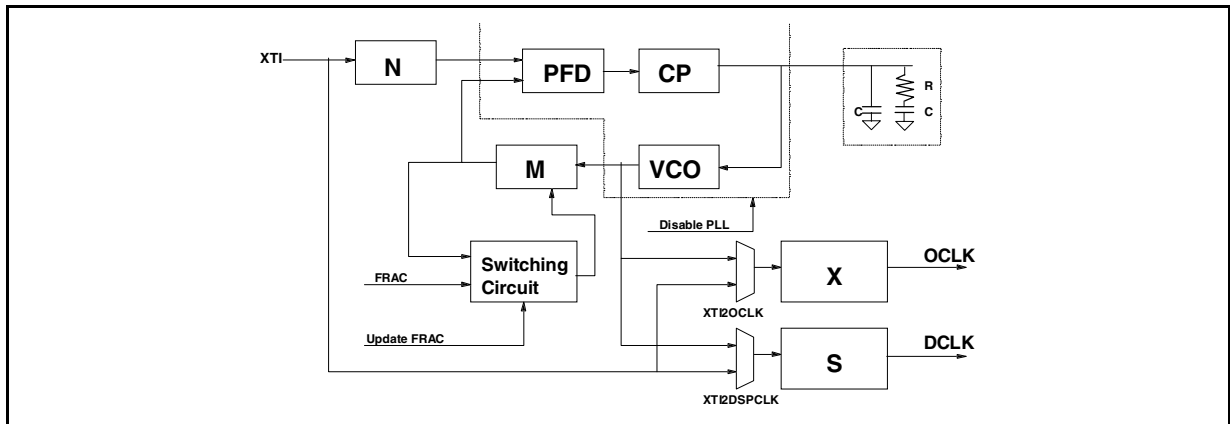 XTI
N
PFD
CP
R
C
C
M
VCO
Disable PLL
Switching
Circuit
FRAC
Update FRAC
X
OCLK
XTI2OCLK
S
DCLK
XTI2DSPCLK